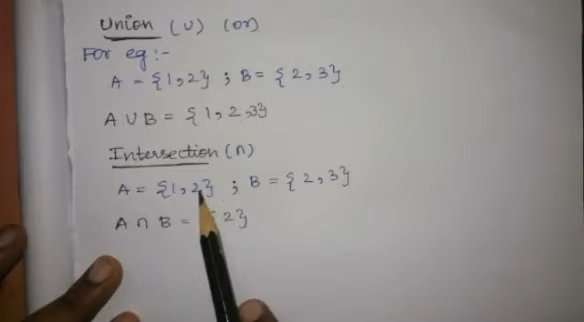 Union (U) (or)
For eg:-
A = {1, 2} ; B = {2, 3}
A U B = {1, 2, 3}
Intersection (∩)
A = {1, 2} ; B = {2, 3}
A ∩ B = {2}